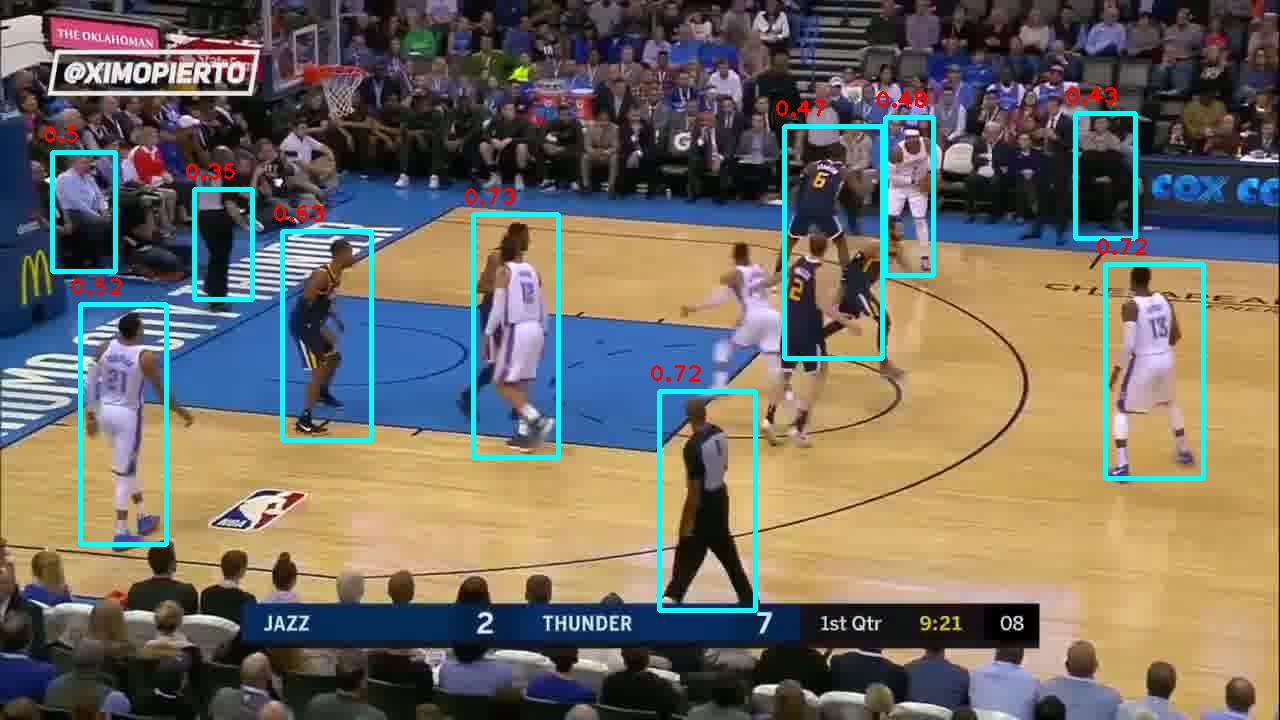 THE OKLAHOMAN
@XIMOPIERTO
0.47
0.48
0.43
0.5
0.35
0.73
0.63
6
COX CO
0.72
0.52
2
12
13
CHESAPEA
21
0.72
NBA
JAZZ 2 THUNDER 7 1st Qtr 9:21 08